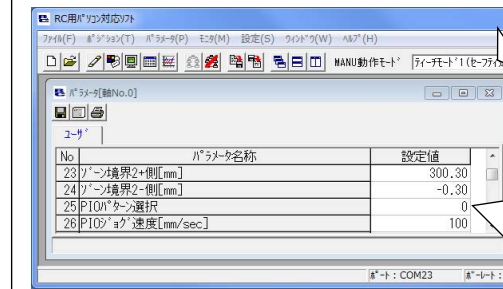 RC用ﾊﾟｿｺﾝ対応ｿﾌﾄ
ﾌｧｲﾙ(F) ﾎﾟｼﾞｼｮﾝ(T) ﾊﾟﾗﾒｰﾀ(P) ﾓﾆﾀ(M) 設定(S) ｳｨﾝﾄﾞｳ(W) ﾍﾙﾌﾟ(H)
MANU動作ﾓｰﾄﾞ ﾃｨｰﾁﾓｰﾄﾞ1(ｾｰﾌﾃｨ
ﾊﾟﾗﾒｰﾀ[軸No.0]
ﾕｰｻﾞ
No ﾊﾟﾗﾒｰﾀ名称 設定値
23 ｿﾞｰﾝ境界2+側[mm] 300.30
24 ｿﾞｰﾝ境界2-側[mm] -0.30
25 PIOﾊﾟﾀｰﾝ選択 0
26 PIOｼﾞｮｸﾞ速度[mm/sec] 100
ﾎﾟｰﾄ : COM23 ﾎﾞｰﾚｰﾄ :